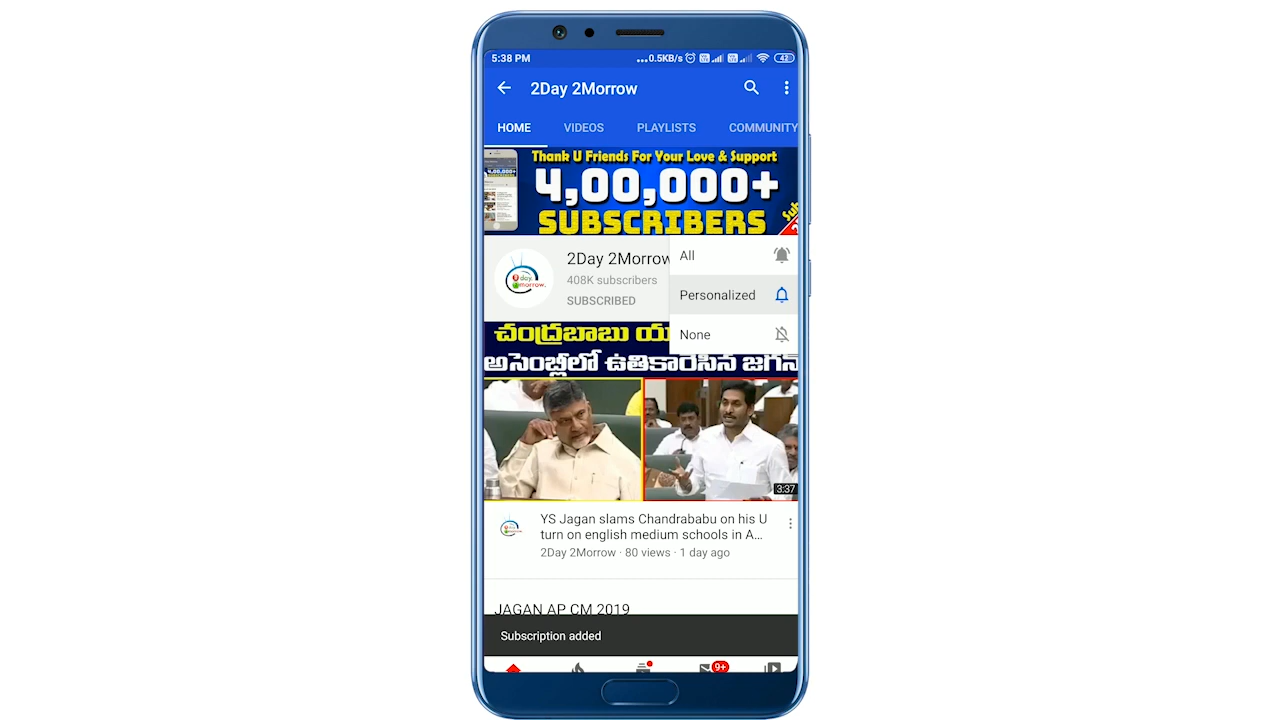 5:38 PM
...0.5KB/s
42
2Day 2Morrow
HOME
VIDEOS
PLAYLISTS
COMMUNITY
Thank U Friends For Your Love & Support
4,00,000+
SUBSCRIBERS
Sub
2Day 2Morrow
408K subscribers
SUBSCRIBED
All
Personalized
None
చంద్రబాబు యు
అసెంబ్లీలో ఉతికారేసిన జగన్
3:37
YS Jagan slams Chandrababu on his U
turn on english medium schools in A...
2Day 2Morrow · 80 views · 1 day ago
JAGAN AP CM 2019
Subscription added
9+